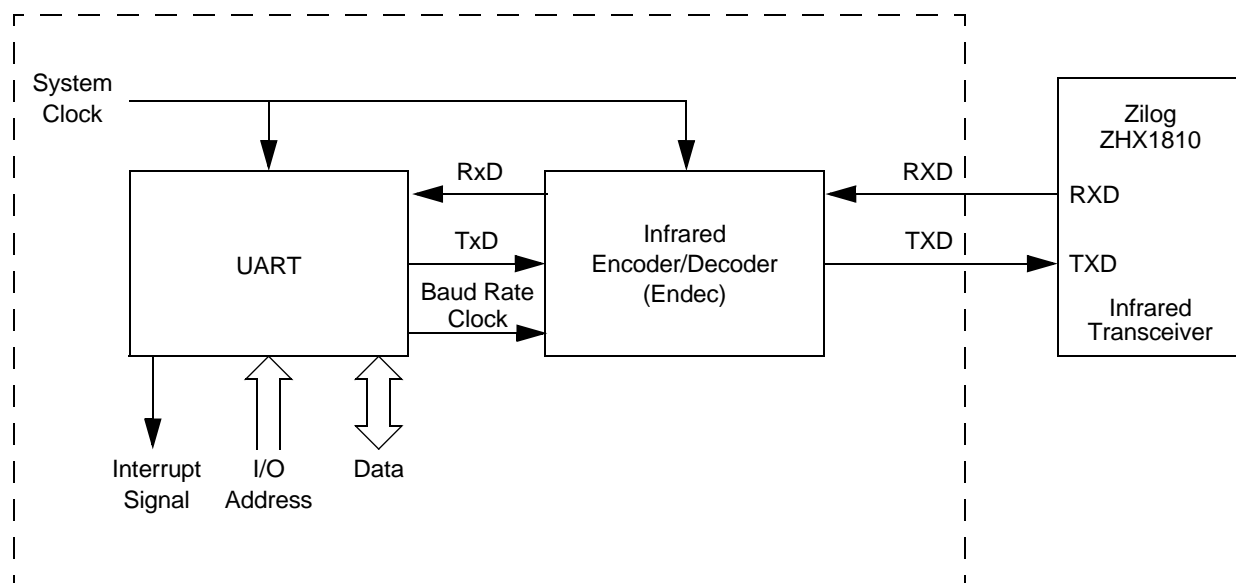 System
Clock
Zilog
ZHX1810
RxD
RXD
RXD
Infrared
Encoder/Decoder
(Endec)
UART
TxD
TXD
TXD
Baud Rate
Clock
Infrared
Transceiver
Interrupt
Signal
I/O
Address
Data